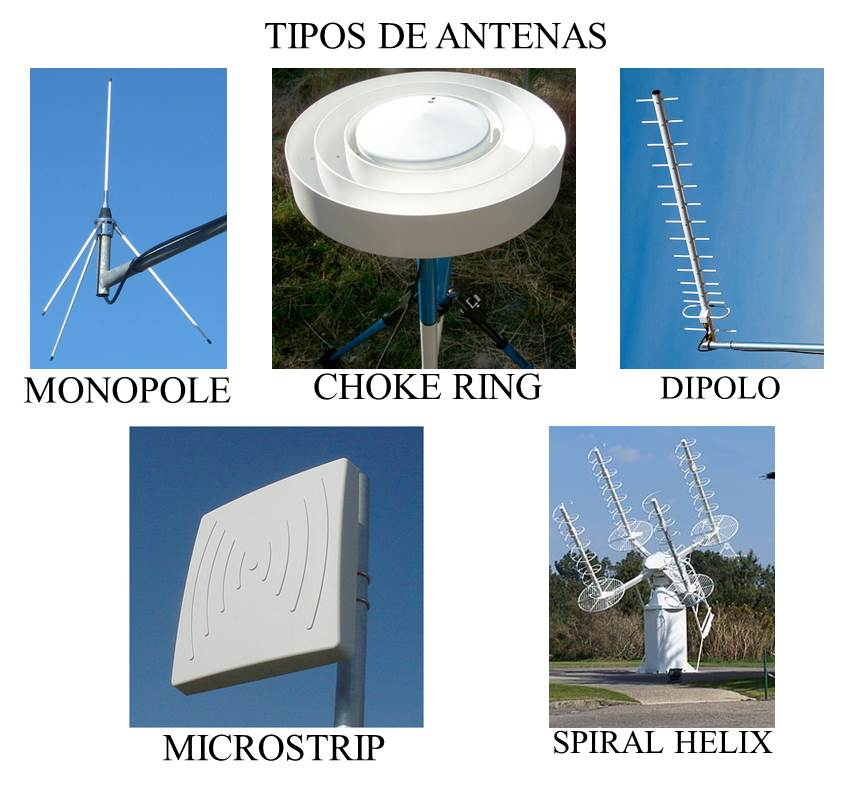 TIPOS DE ANTENAS
MONOPOLE
CHOKE RING
DIPOLO
MICROSTRIP
SPIRAL HELIX